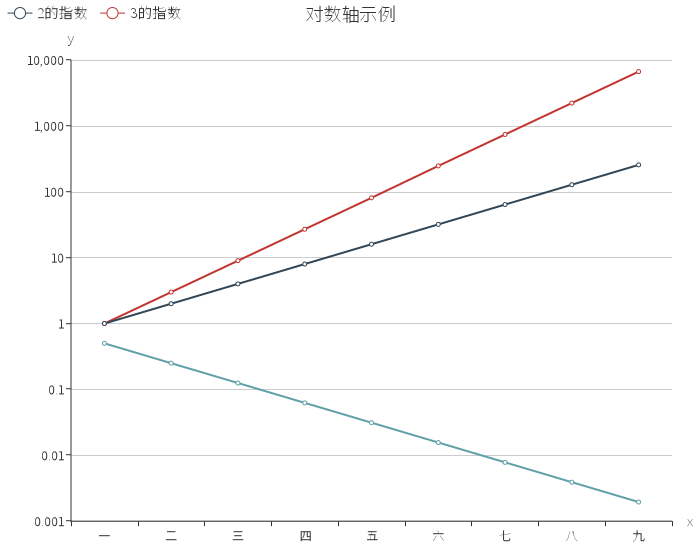 2的指数 3的指数 对数轴示例
y
10,000
1,000
100
10
1
0.1
0.01
0.001
一 二 三 四 五 六 七 八 九 x